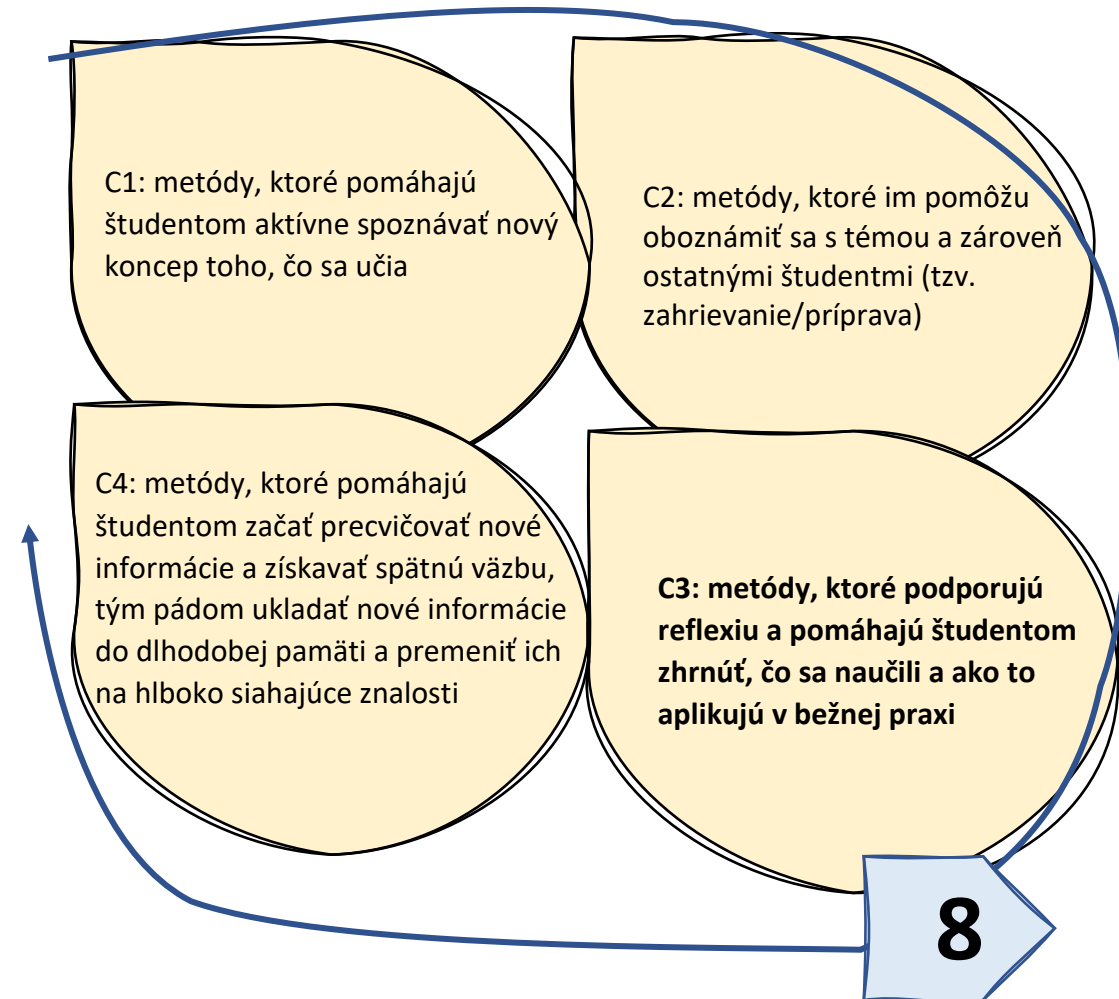 C1: metódy, ktoré pomáhajú
študentom aktívne spoznávať nový
koncep toho, čo sa učia
C2: metódy, ktoré im pomôžu
oboznámiť sa s témou a zároveň
ostatnými študentmi (tzv.
zahrievanie/príprava)
C4: metódy, ktoré pomáhajú
študentom začať precvičovať nové
informácie a získavať spätnú väzbu,
tým pádom ukladať nové informácie
do dlhodobej pamäti a premeniť ich
na hlboko siahajúce znalosti
C3: metódy, ktoré podporujú
reflexiu a pomáhajú študentom
zhrnúť, čo sa naučili a ako to
aplikujú v bežnej praxi
8